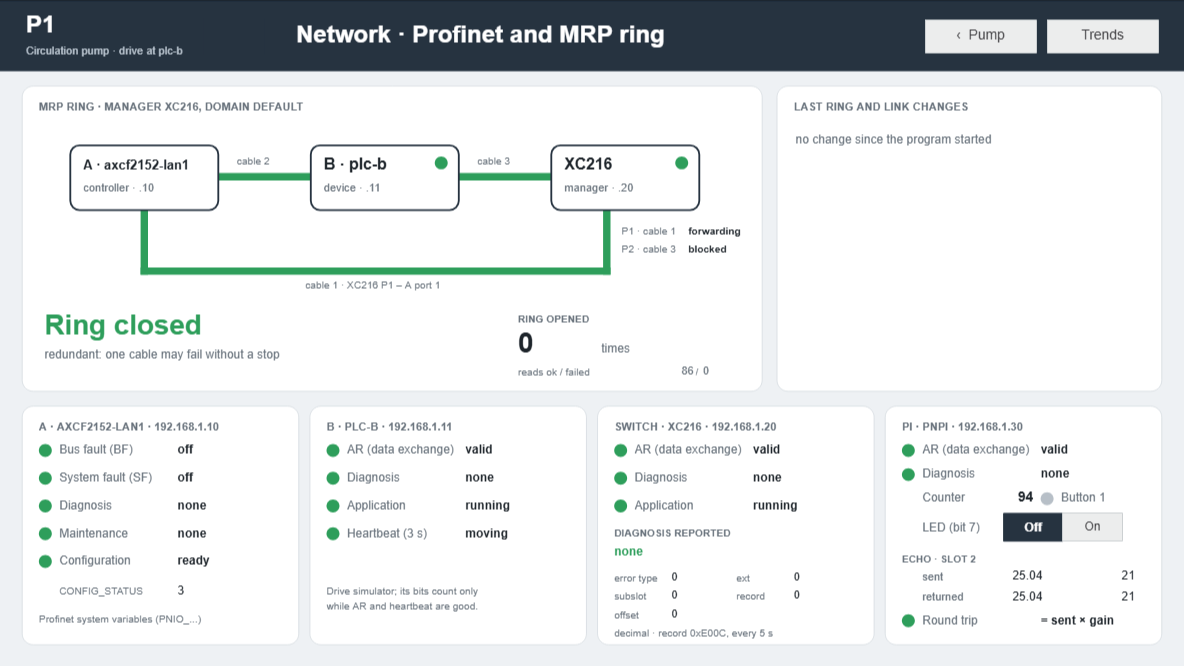 P1
Circulation pump · drive at plc-b
Network · Profinet and MRP ring
‹ Pump
Trends
MRP RING · MANAGER XC216, DOMAIN DEFAULT
A · axcf2152-lan1
controller · .10
cable 2
B · plc-b
device · .11
cable 3
XC216
manager · .20
P1 · cable 1 forwarding
P2 · cable 3 blocked
cable 1 · XC216 P1 – A port 1
Ring closed
redundant: one cable may fail without a stop
RING OPENED
0 times
reads ok / failed 86 / 0
LAST RING AND LINK CHANGES
no change since the program started
A · AXCF2152-LAN1 · 192.168.1.10
Bus fault (BF) off
System fault (SF) off
Diagnosis none
Maintenance none
Configuration ready
CONFIG_STATUS 3
Profinet system variables (PNIO_...)
B · PLC-B · 192.168.1.11
AR (data exchange) valid
Diagnosis none
Application running
Heartbeat (3 s) moving
Drive simulator; its bits count only
while AR and heartbeat are good.
SWITCH · XC216 · 192.168.1.20
AR (data exchange) valid
Diagnosis none
Application running
DIAGNOSIS REPORTED
none
error type 0 ext 0
subslot 0 record 0
offset 0
decimal · record 0xE00C, every 5 s
PI · PNPI · 192.168.1.30
AR (data exchange) valid
Diagnosis none
Counter 94 Button 1
LED (bit 7) Off On
ECHO · SLOT 2
sent 25.04 21
returned 25.04 21
Round trip = sent × gain